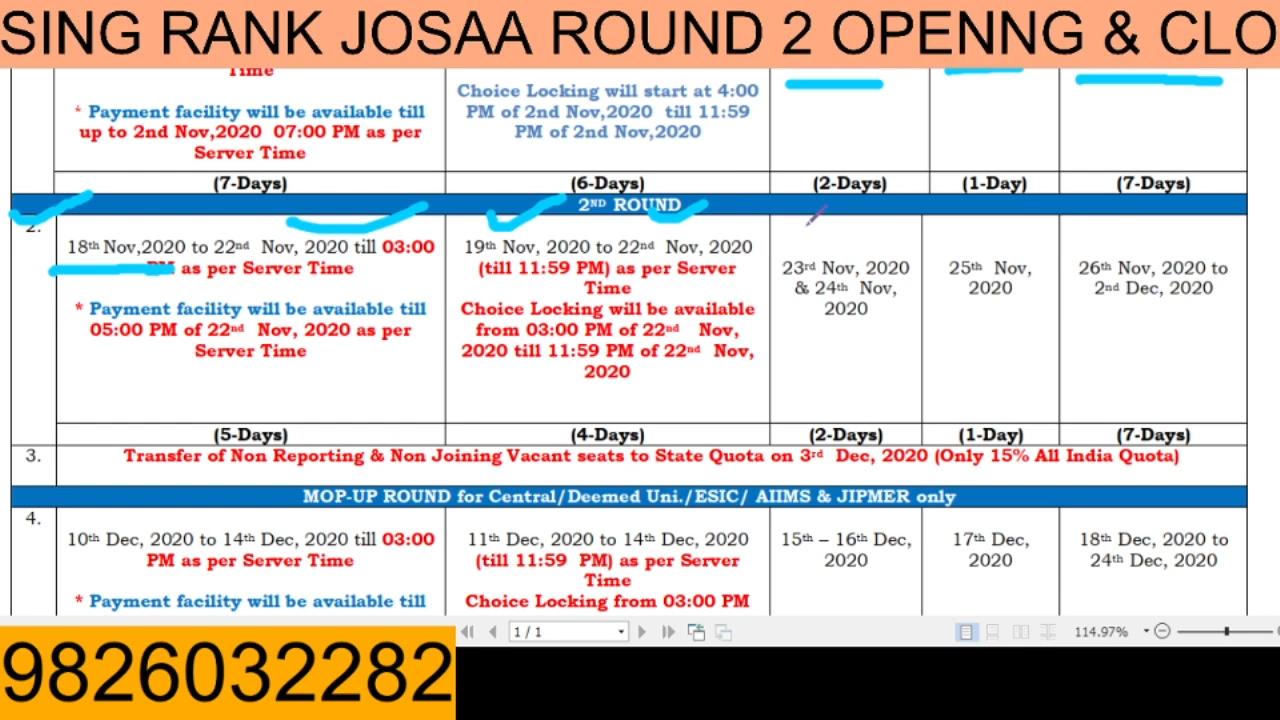 SING RANK JOSAA ROUND 2 OPENNG & CLO
Time
* Payment facility will be available till
up to 2nd Nov,2020 07:00 PM as per
Server Time
Choice Locking will start at 4:00
PM of 2nd Nov,2020 till 11:59
PM of 2nd Nov,2020
(7-Days) (6-Days) (2-Days) (1-Day) (7-Days)
2ND ROUND
2.
18th Nov,2020 to 22nd Nov, 2020 till 03:00
PM as per Server Time
* Payment facility will be available till
05:00 PM of 22nd Nov, 2020 as per
Server Time
19th Nov, 2020 to 22nd Nov, 2020
(till 11:59 PM) as per Server
Time
Choice Locking will be available
from 03:00 PM of 22nd Nov,
2020 till 11:59 PM of 22nd Nov,
2020
23rd Nov, 2020
& 24th Nov,
2020
25th Nov,
2020
26th Nov, 2020 to
2nd Dec, 2020
(5-Days) (4-Days) (2-Days) (1-Day) (7-Days)
3. Transfer of Non Reporting & Non Joining Vacant seats to State Quota on 3rd Dec, 2020 (Only 15% All India Quota)
MOP-UP ROUND for Central/Deemed Uni./ESIC/ AIIMS & JIPMER only
4.
10th Dec, 2020 to 14th Dec, 2020 till 03:00
PM as per Server Time
* Payment facility will be available till
11th Dec, 2020 to 14th Dec, 2020
(till 11:59 PM) as per Server
Time
Choice Locking from 03:00 PM
15th – 16th Dec,
2020
17th Dec,
2020
18th Dec, 2020 to
24th Dec, 2020
1 / 1
114.97%
9826032282